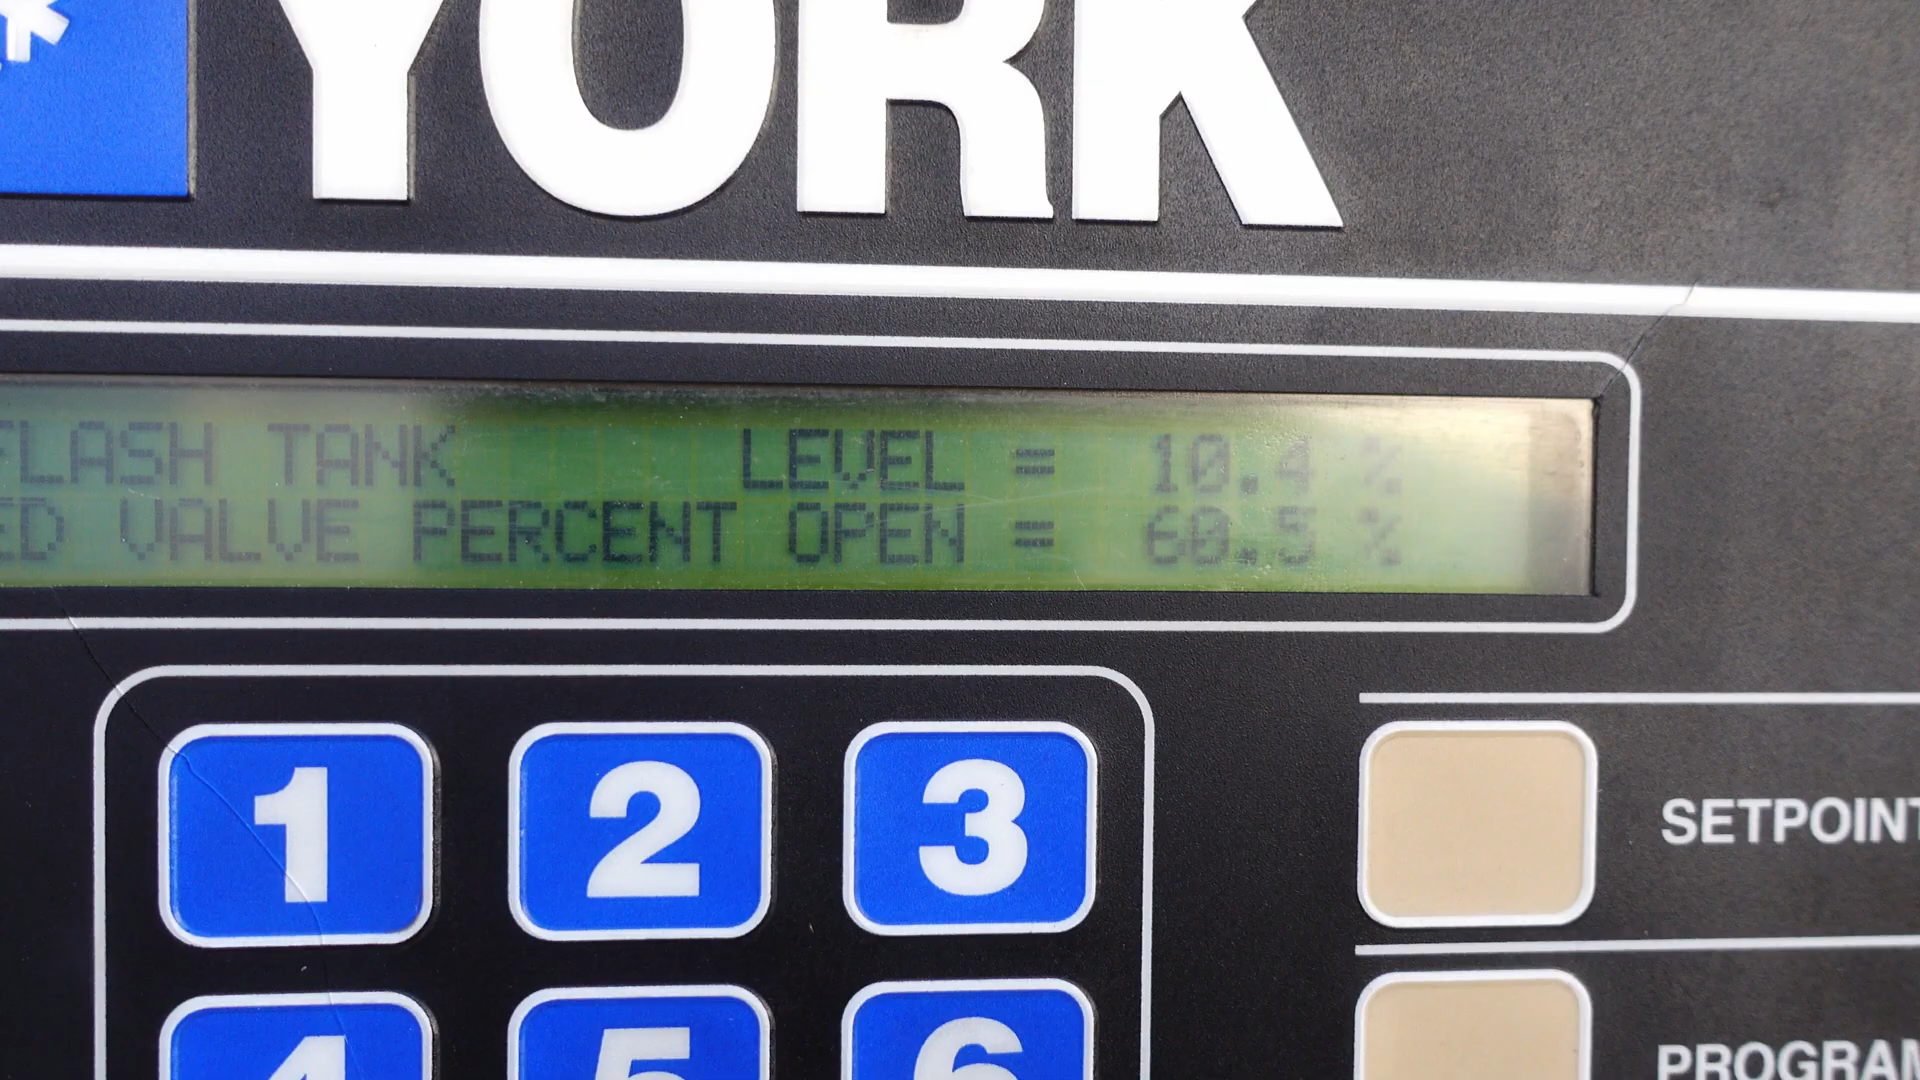 YORK
FLASH TANK LEVEL = 10.4 %
ED VALVE PERCENT OPEN = 60.5 %
1 2 3
SETPOINT
4 5 6
PROGRAM